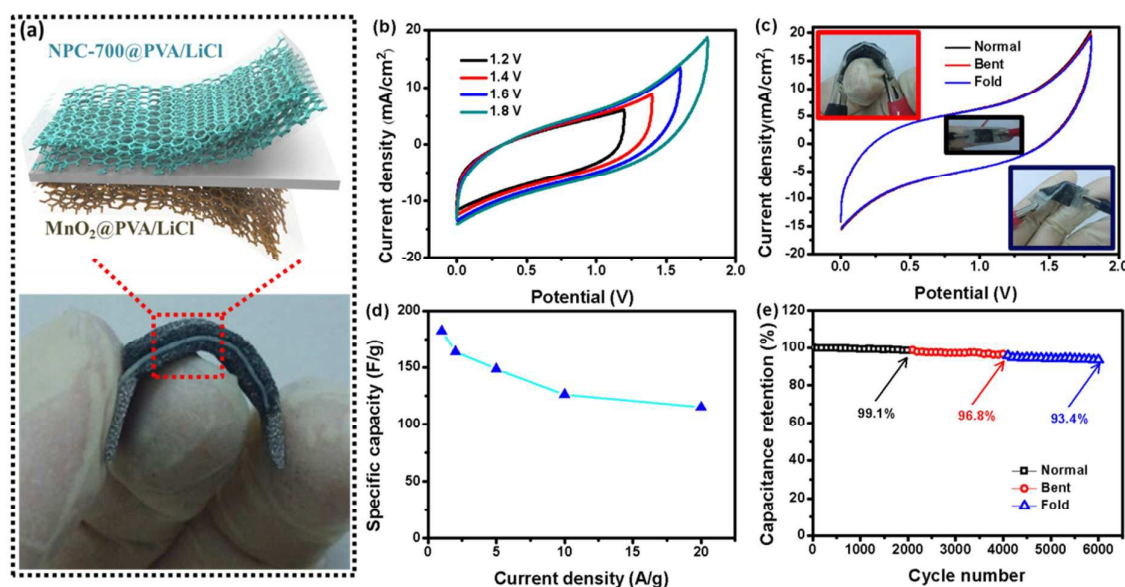 (a)
NPC-700@PVA/LiCl
MnO2@PVA/LiCl
(b)
Current density (mA/cm2)
20
15
10
5
0
-5
-10
-15
-20
1.2 V
1.4 V
1.6 V
1.8 V
0.0 0.5 1.0 1.5 2.0
Potential (V)
(c)
Current density(mA/cm2)
20
15
10
5
0
-5
-10
-15
-20
Normal
Bent
Fold
0.0 0.5 1.0 1.5 2.0
Potential (V)
(d)
Specific capacity (F/g)
200
150
100
50
0
0 5 10 15 20
Current density (A/g)
(e)
Capacitance retention (%)
120
100
80
60
40
20
0
99.1%
96.8%
93.4%
Normal
Bent
Fold
0 1000 2000 3000 4000 5000 6000
Cycle number